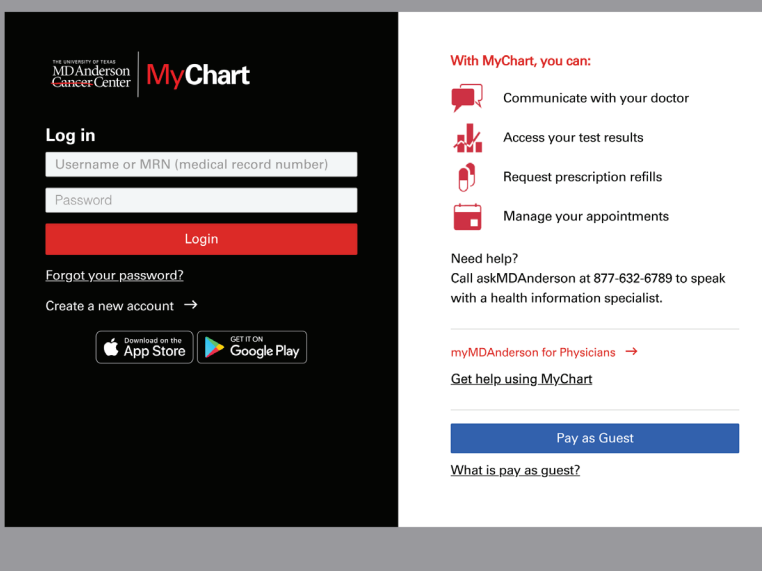 THE UNIVERSITY OF TEXAS
MD Anderson
Cancer Center
MyChart
Log in
Username or MRN (medical record number)
Password
Login
Forgot your password?
Create a new account →
Download on the
App Store
GET IT ON
Google Play
With MyChart, you can:
Communicate with your doctor
Access your test results
Request prescription refills
Manage your appointments
Need help?
Call askMDAnderson at 877-632-6789 to speak
with a health information specialist.
myMDAnderson for Physicians →
Get help using MyChart
Pay as Guest
What is pay as guest?